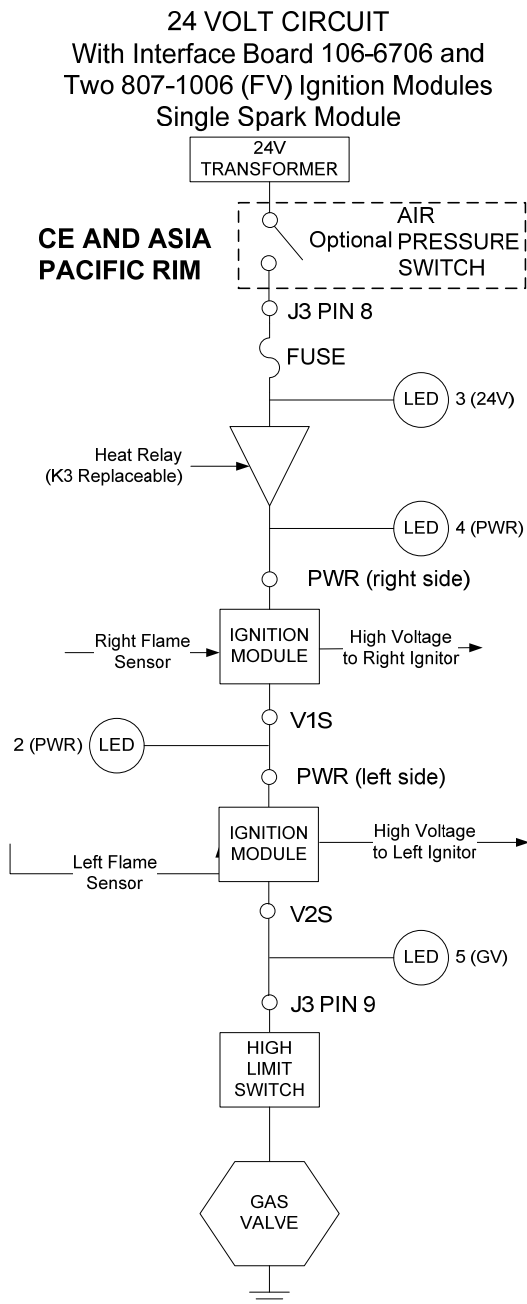 24 VOLT CIRCUIT
With Interface Board 106-6706 and
Two 807-1006 (FV) Ignition Modules
Single Spark Module
24V
TRANSFORMER
CE AND ASIA
PACIFIC RIM
Optional
AIR
PRESSURE
SWITCH
J3 PIN 8
FUSE
LED
3 (24V)
Heat Relay
(K3 Replaceable)
LED
4 (PWR)
PWR (right side)
Right Flame
Sensor
IGNITION
MODULE
High Voltage
to Right Ignitor
V1S
2 (PWR)
LED
PWR (left side)
Left Flame
Sensor
IGNITION
MODULE
High Voltage
to Left Ignitor
V2S
LED
5 (GV)
J3 PIN 9
HIGH
LIMIT
SWITCH
GAS
VALVE